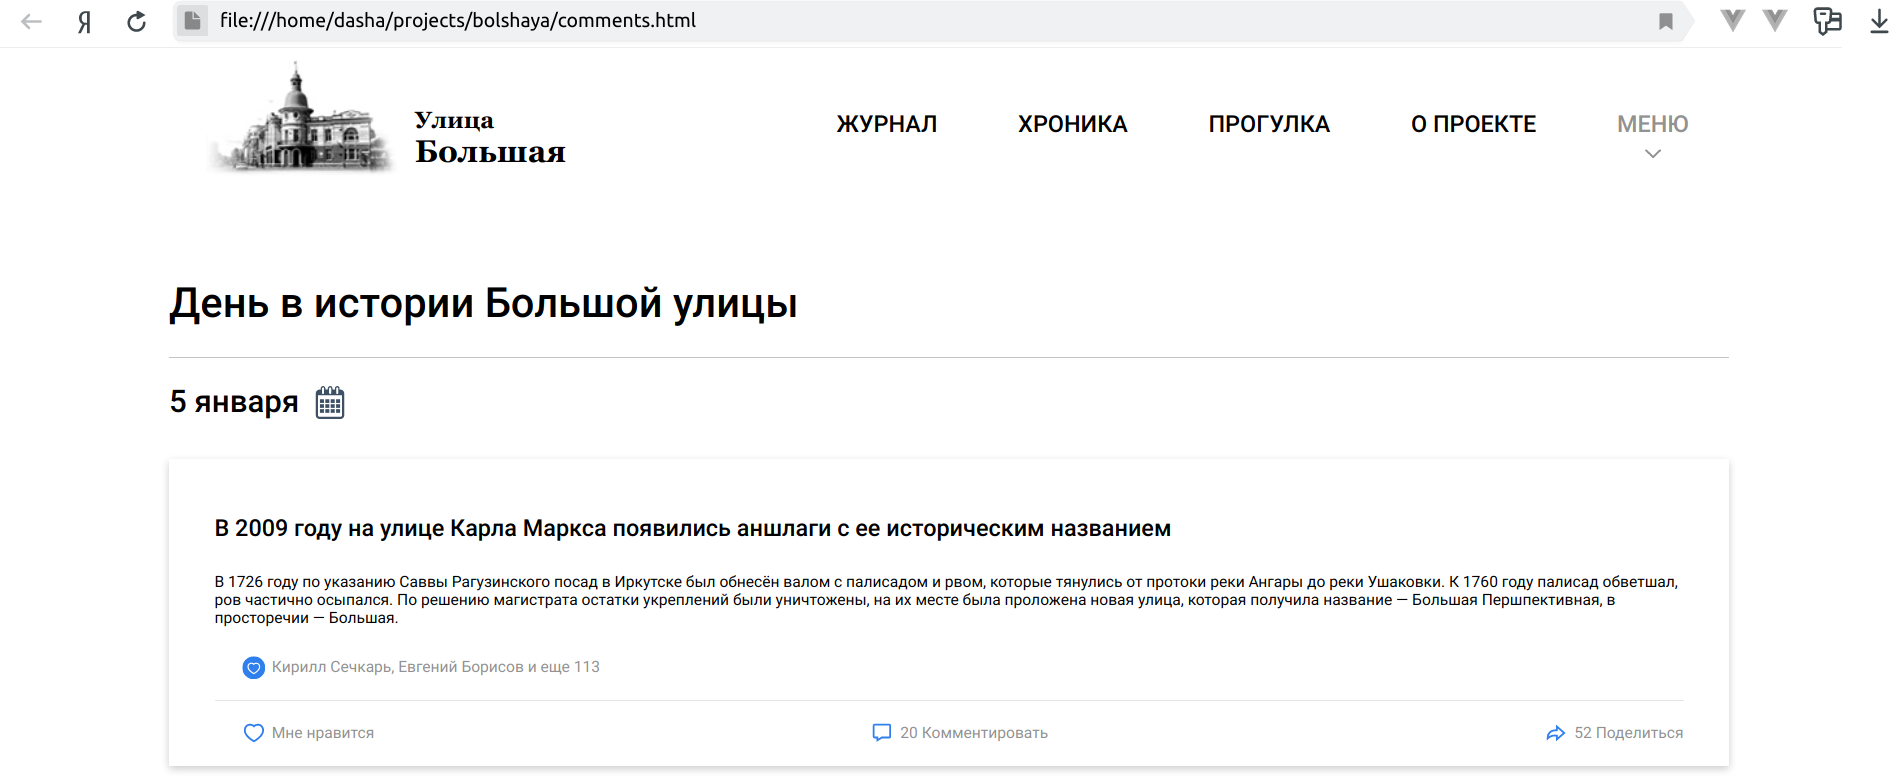 Я
file:///home/dasha/projects/bolshaya/comments.html
Улица
Большая
ЖУРНАЛ ХРОНИКА ПРОГУЛКА О ПРОЕКТЕ МЕНЮ
День в истории Большой улицы
5 января
В 2009 году на улице Карла Маркса появились аншлаги с ее историческим названием
В 1726 году по указанию Саввы Рагузинского посад в Иркутске был обнесён валом с палисадом и рвом, которые тянулись от протоки реки Ангары до реки Ушаковки. К 1760 году палисад обветшал,
ров частично осыпался. По решению магистрата остатки укреплений были уничтожены, на их месте была проложена новая улица, которая получила название — Большая Першпективная, в
просторечии — Большая.
Кирилл Сечкарь, Евгений Борисов и еще 113
Мне нравится 20 Комментировать 52 Поделиться